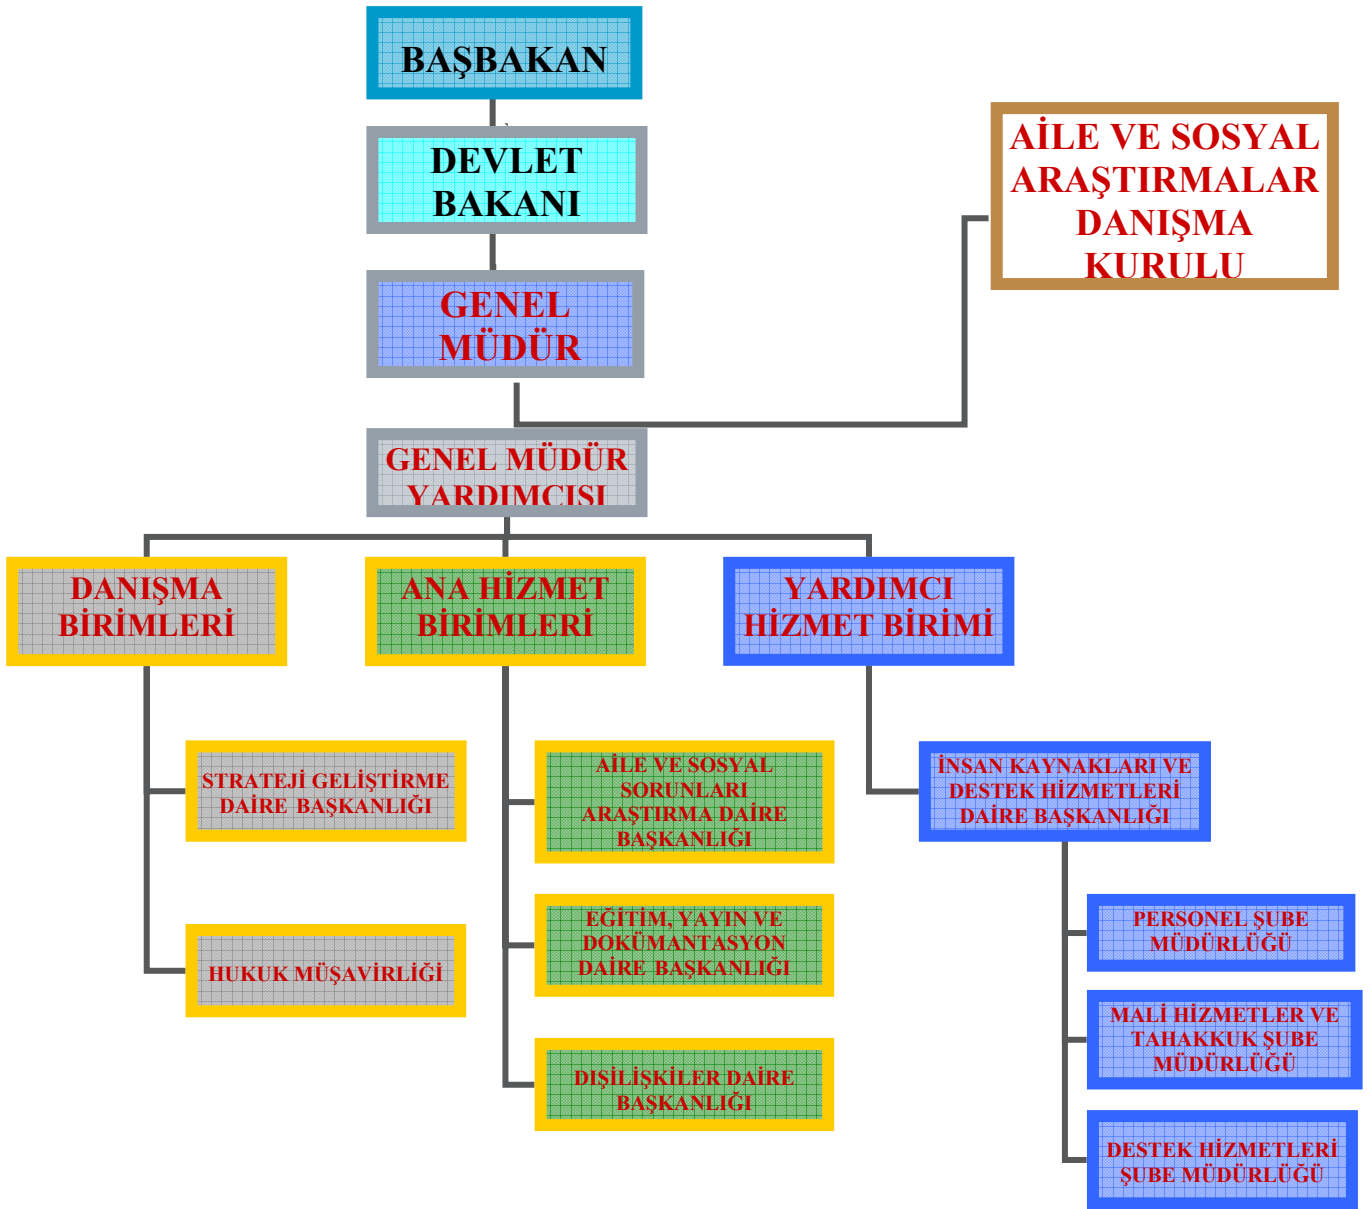 BAŞBAKAN
DEVLET
BAKANI
AİLE VE SOSYAL
ARAŞTIRMALAR
DANIŞMA
KURULU
GENEL
MÜDÜR
GENEL MÜDÜR
YARDIMCISI
DANIŞMA
BİRİMLERİ
ANA HİZMET
BİRİMLERİ
YARDIMCI
HİZMET BİRİMİ
STRATEJİ GELİŞTİRME
DAİRE BAŞKANLIĞI
HUKUK MÜŞAVİRLİĞİ
AİLE VE SOSYAL
SORUNLARI
ARAŞTIRMA DAİRE
BAŞKANLIĞI
EĞİTİM, YAYIN VE
DOKÜMANTASYON
DAİRE BAŞKANLIĞI
DIŞİLİŞKİLER DAİRE
BAŞKANLIĞI
İNSAN KAYNAKLARI VE
DESTEK HİZMETLERİ
DAİRE BAŞKANLIĞI
PERSONEL ŞUBE
MÜDÜRLÜĞÜ
MALİ HİZMETLER VE
TAHAKKUK ŞUBE
MÜDÜRLÜĞÜ
DESTEK HİZMETLERİ
ŞUBE MÜDÜRLÜĞÜ